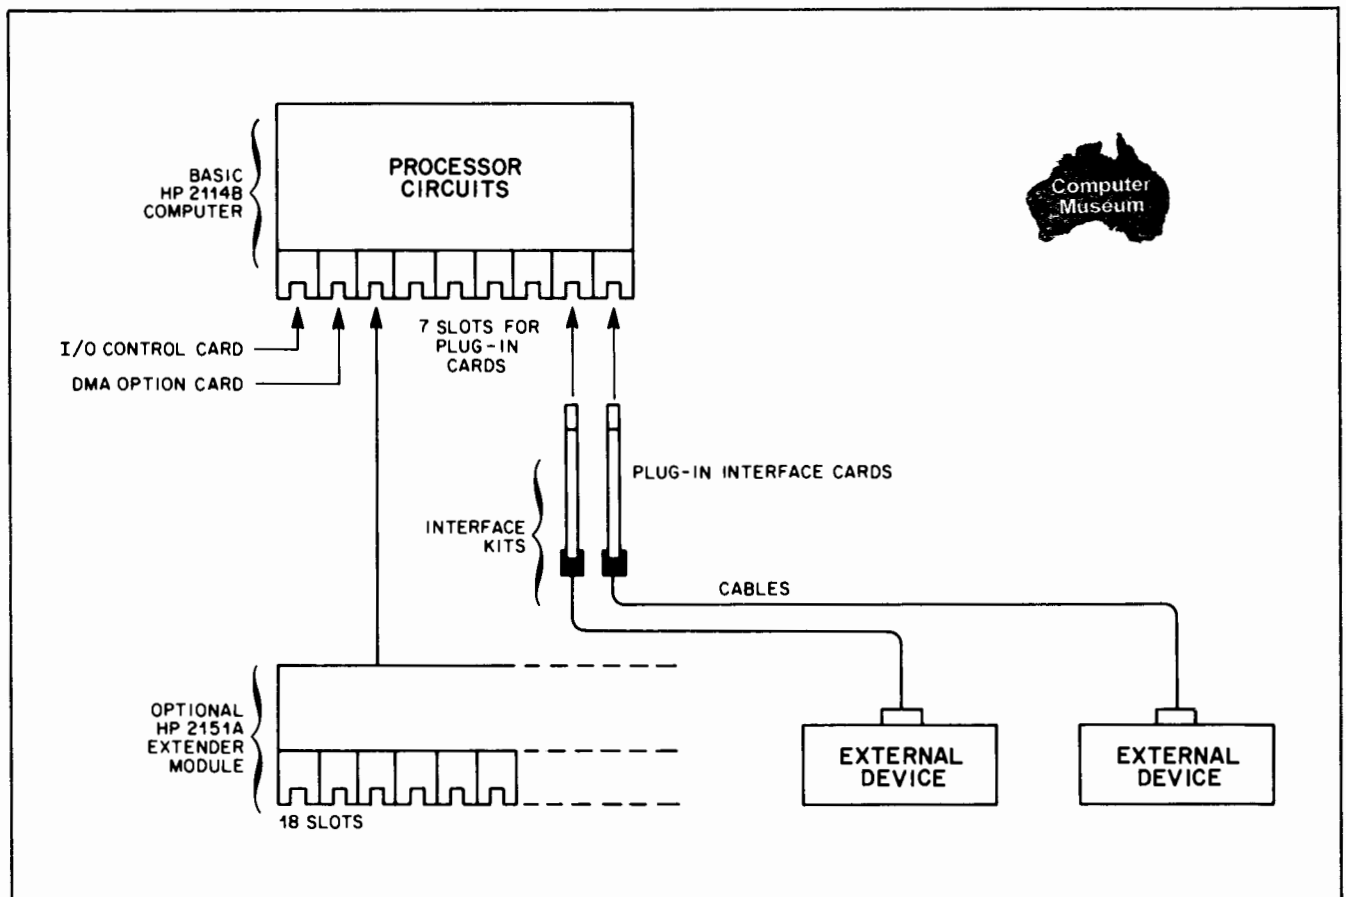 PROCESSOR
CIRCUITS
BASIC
HP 2114B
COMPUTER
Computer
Muséum
I/O CONTROL CARD
DMA OPTION CARD
7 SLOTS FOR
PLUG-IN
CARDS
PLUG-IN INTERFACE CARDS
INTERFACE
KITS
CABLES
OPTIONAL
HP 2151A
EXTENDER
MODULE
18 SLOTS
EXTERNAL
DEVICE
EXTERNAL
DEVICE